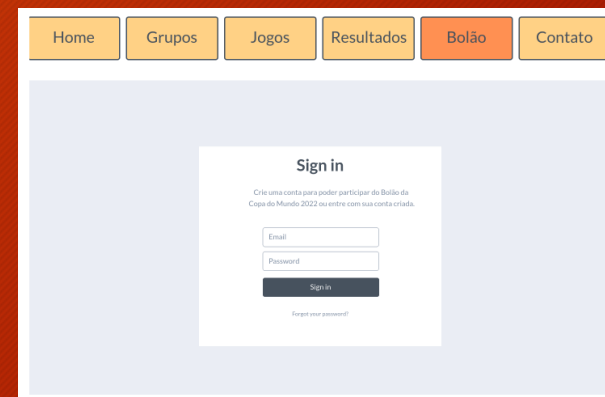 Home Grupos Jogos Resultados Bolão Contato
Sign in
Crie uma conta para poder participar do Bolão da
Copa do Mundo 2022 ou entre com sua conta criada.
Email
Password
Sign in
Forgot your password?